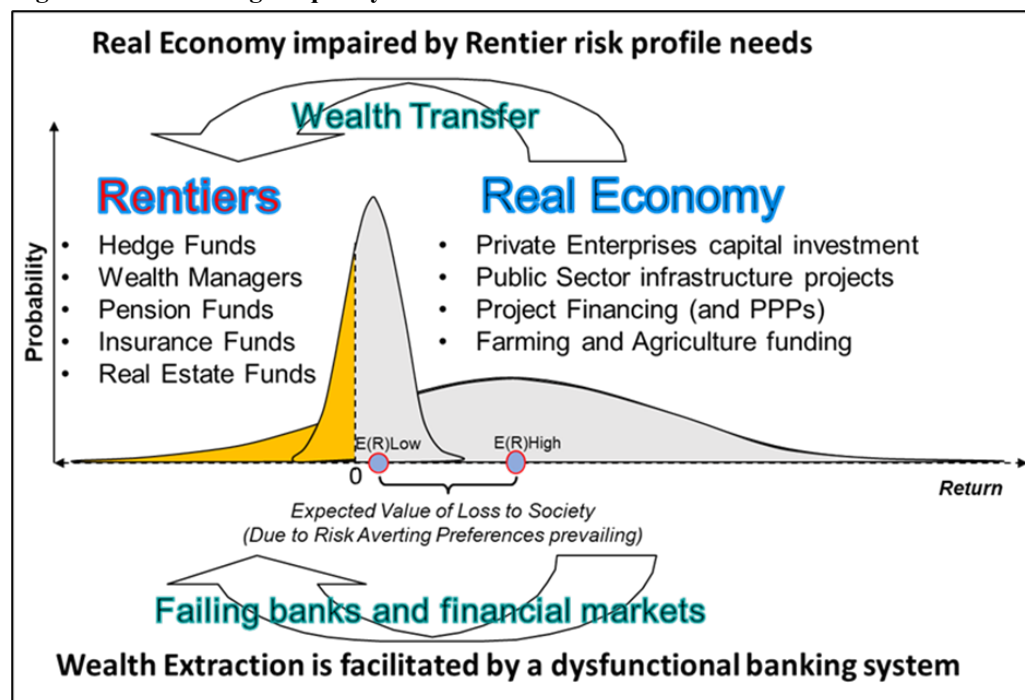 Real Economy impaired by Rentier risk profile needs
Wealth Transfer
Rentiers
• Hedge Funds
• Wealth Managers
• Pension Funds
• Insurance Funds
• Real Estate Funds
Real Economy
• Private Enterprises capital investment
• Public Sector infrastructure projects
• Project Financing (and PPPs)
• Farming and Agriculture funding
Probability
E(R)Low
E(R)High
0
Return
Expected Value of Loss to Society
(Due to Risk Averting Preferences prevailing)
Failing banks and financial markets
Wealth Extraction is facilitated by a dysfunctional banking system